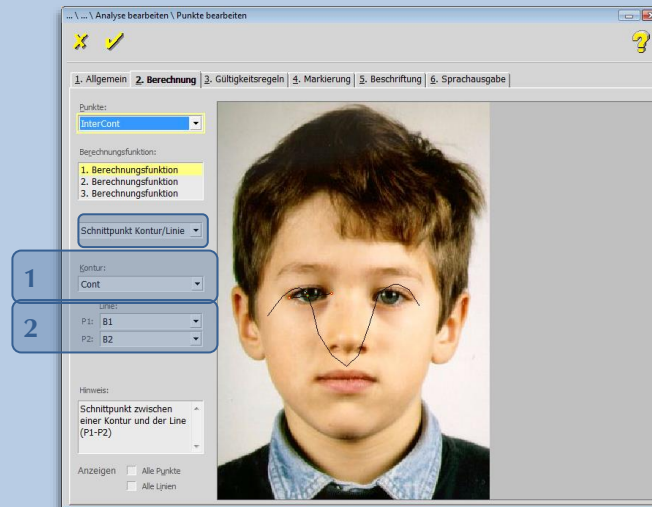 ... \ ... \ Analyse bearbeiten \ Punkte bearbeiten
1. Allgemein 2. Berechnung 3. Gültigkeitsregeln 4. Markierung 5. Beschriftung 6. Sprachausgabe
Punkte:
InterCont
Berechnungsfunktion:
1. Berechnungsfunktion
2. Berechnungsfunktion
3. Berechnungsfunktion
Schnittpunkt Kontur/Linie
1
Kontur:
Cont
2
Linie:
P1: B1
P2: B2
Hinweis:
Schnittpunkt zwischen
einer Kontur und der Line
(P1-P2)
Anzeigen Alle Punkte
Alle Linien